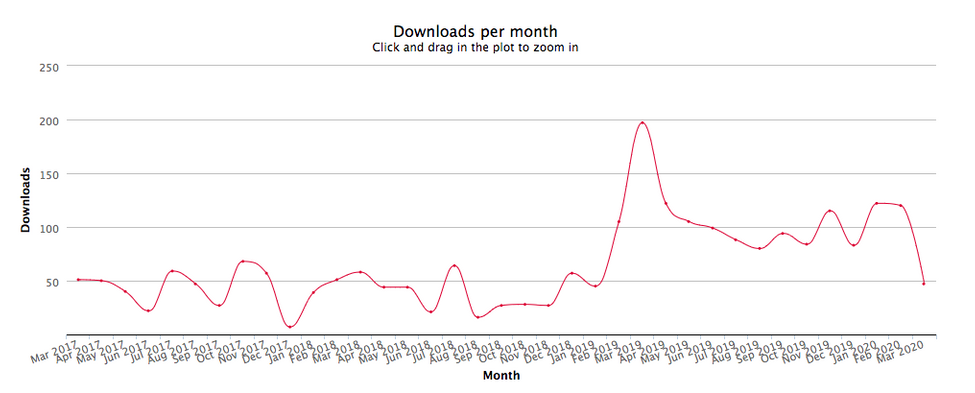 Downloads per month
Click and drag in the plot to zoom in
250
200
150
100
50
Downloads
Mar 2017
Apr 2017
May 2017
Jun 2017
Jul 2017
Aug 2017
Sep 2017
Oct 2017
Nov 2017
Dec 2017
Jan 2018
Feb 2018
Mar 2018
Apr 2018
May 2018
Jun 2018
Jul 2018
Aug 2018
Sep 2018
Oct 2018
Nov 2018
Dec 2018
Jan 2019
Feb 2019
Mar 2019
Apr 2019
May 2019
Jun 2019
Jul 2019
Aug 2019
Sep 2019
Oct 2019
Nov 2019
Dec 2019
Jan 2020
Feb 2020
Mar 2020
Month